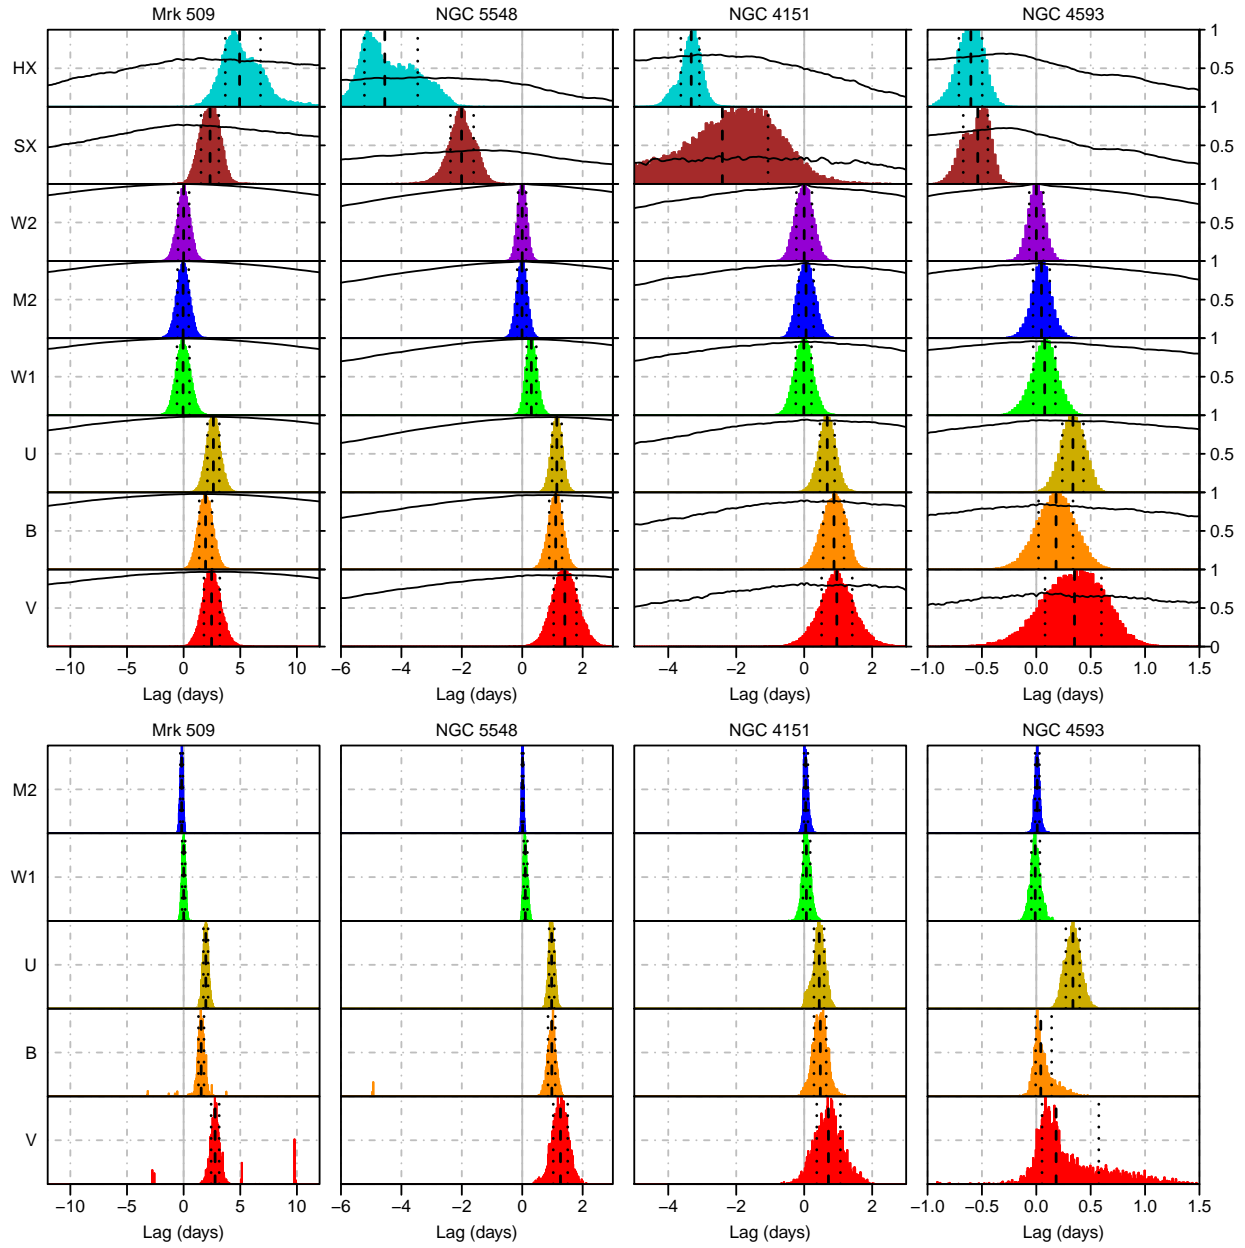 Mrk 509 NGC 5548 NGC 4151 NGC 4593
HX 1
0.5
SX 1
0.5
W2 1
0.5
M2 1
0.5
W1 1
0.5
U 1
0.5
B 1
0.5
V 1
0.5
0
−10 −5 0 5 10 −6 −4 −2 0 2 −4 −2 0 2 −1.0 −0.5 0.0 0.5 1.0 1.5
Lag (days) Lag (days) Lag (days) Lag (days)
Mrk 509 NGC 5548 NGC 4151 NGC 4593
M2
W1
U
B
V
−10 −5 0 5 10 −6 −4 −2 0 2 −4 −2 0 2 −1.0 −0.5 0.0 0.5 1.0 1.5
Lag (days) Lag (days) Lag (days) Lag (days)